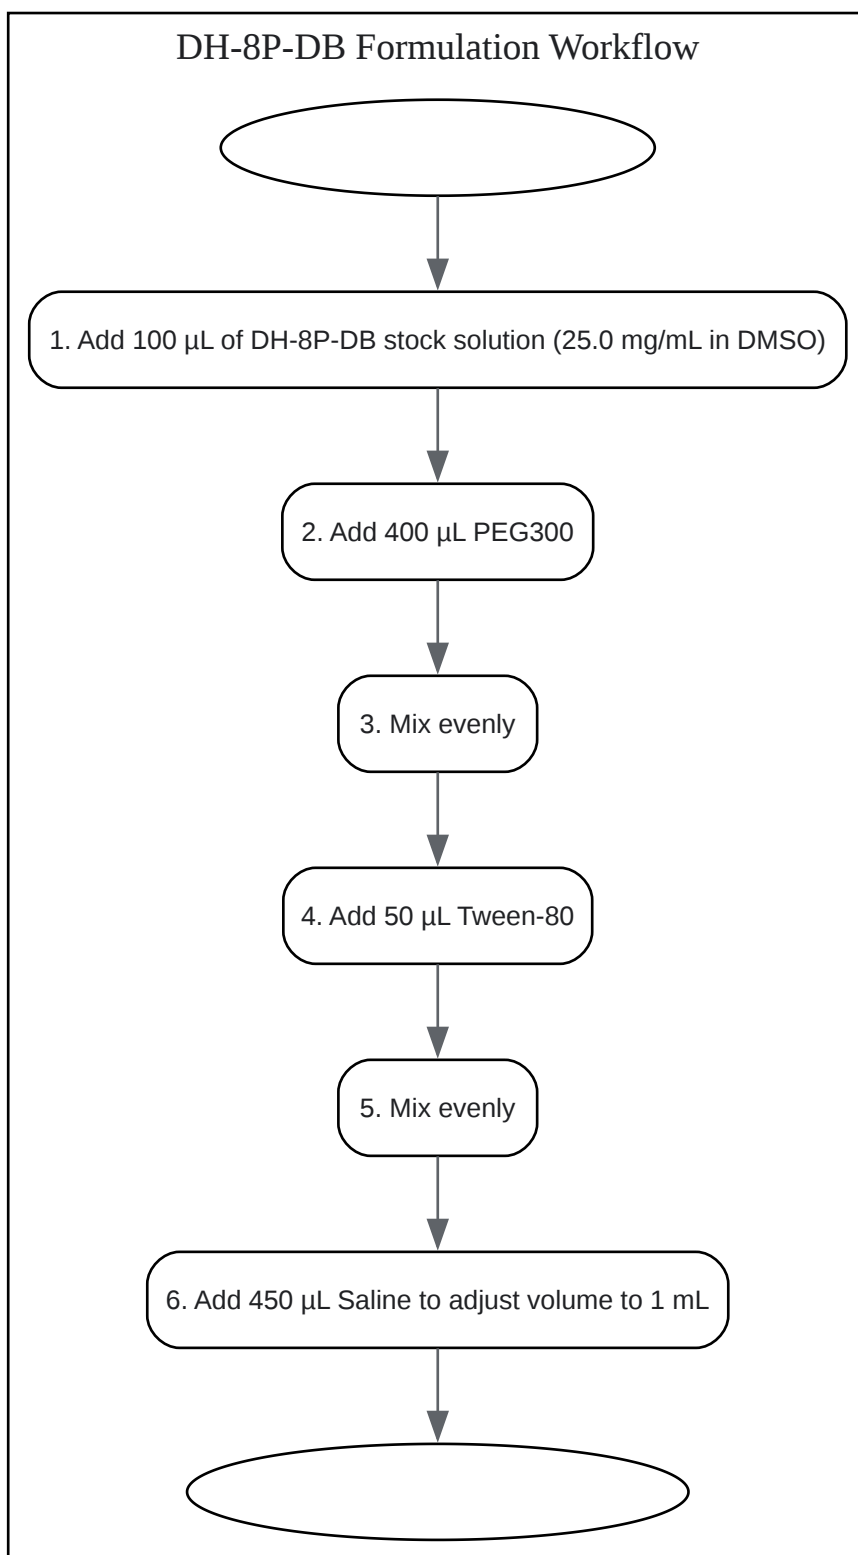 DH-8P-DB Formulation Workflow
1. Add 100 µL of DH-8P-DB stock solution (25.0 mg/mL in DMSO)
2. Add 400 µL PEG300
3. Mix evenly
4. Add 50 µL Tween-80
5. Mix evenly
6. Add 450 µL Saline to adjust volume to 1 mL